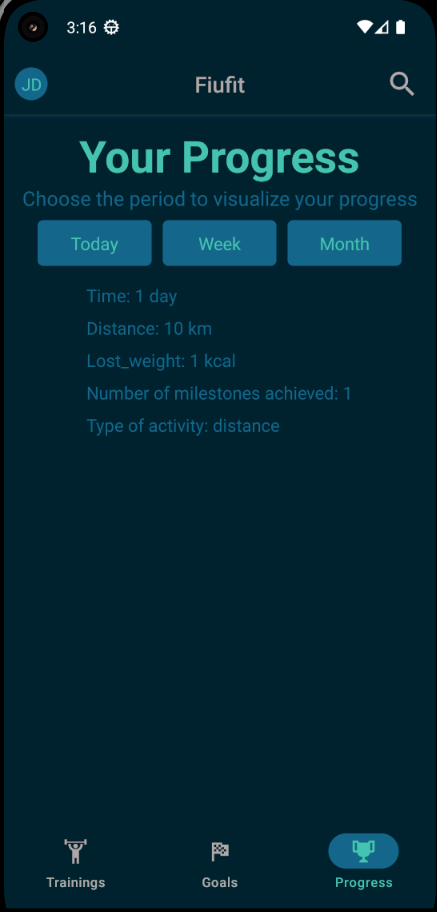 3:16
JD
Fiufit
Your Progress
Choose the period to visualize your progress
Today Week Month
Time: 1 day
Distance: 10 km
Lost_weight: 1 kcal
Number of milestones achieved: 1
Type of activity: distance
Trainings Goals Progress